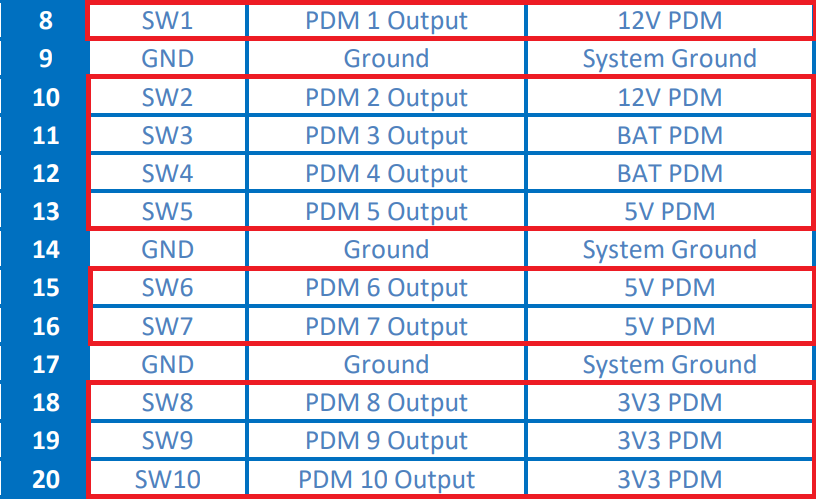 8 SW1 PDM 1 Output 12V PDM
9 GND Ground System Ground
10 SW2 PDM 2 Output 12V PDM
11 SW3 PDM 3 Output BAT PDM
12 SW4 PDM 4 Output BAT PDM
13 SW5 PDM 5 Output 5V PDM
14 GND Ground System Ground
15 SW6 PDM 6 Output 5V PDM
16 SW7 PDM 7 Output 5V PDM
17 GND Ground System Ground
18 SW8 PDM 8 Output 3V3 PDM
19 SW9 PDM 9 Output 3V3 PDM
20 SW10 PDM 10 Output 3V3 PDM